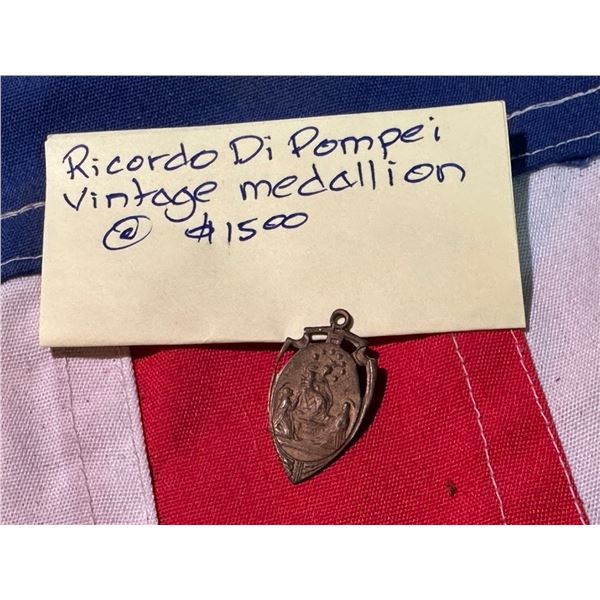 Ricordo Di Pompei
Vintage medallion
@ $1500